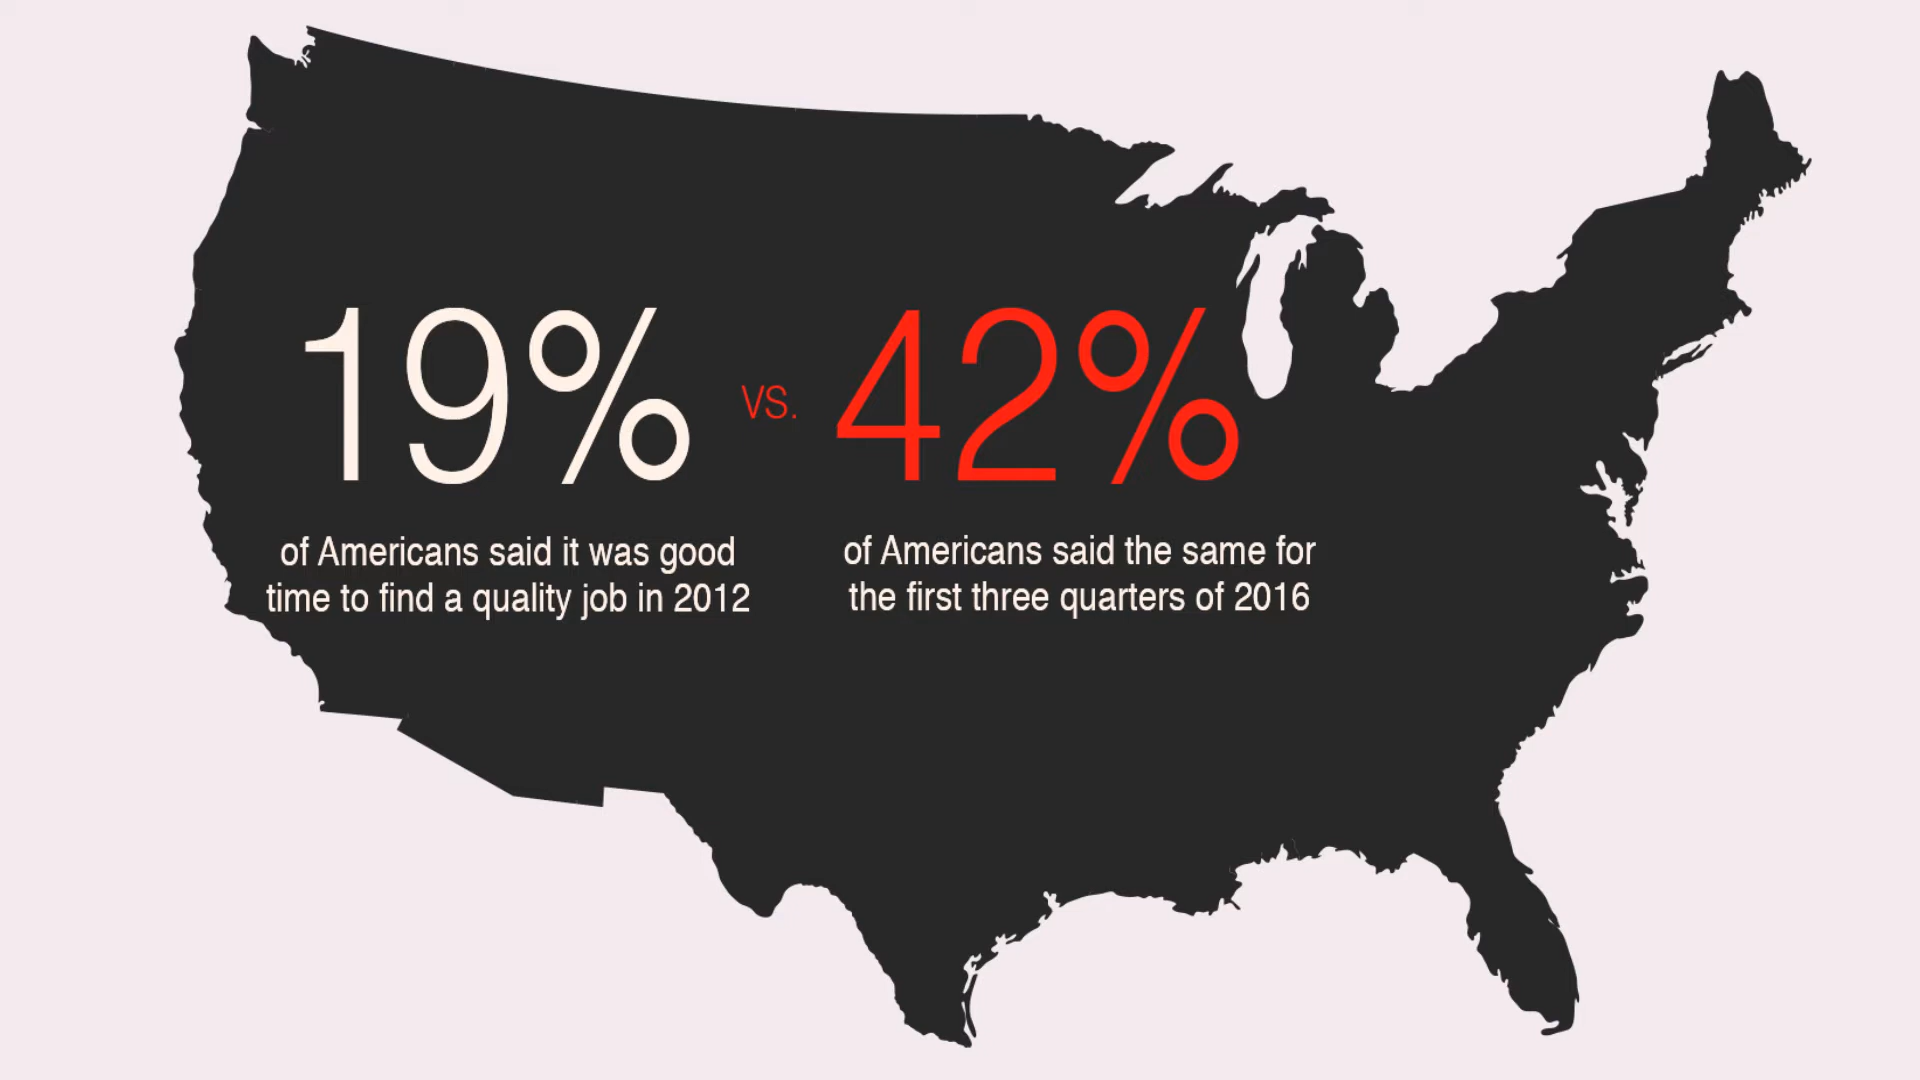 19% vs. 42%
of Americans said it was good
time to find a quality job in 2012
of Americans said the same for
the first three quarters of 2016